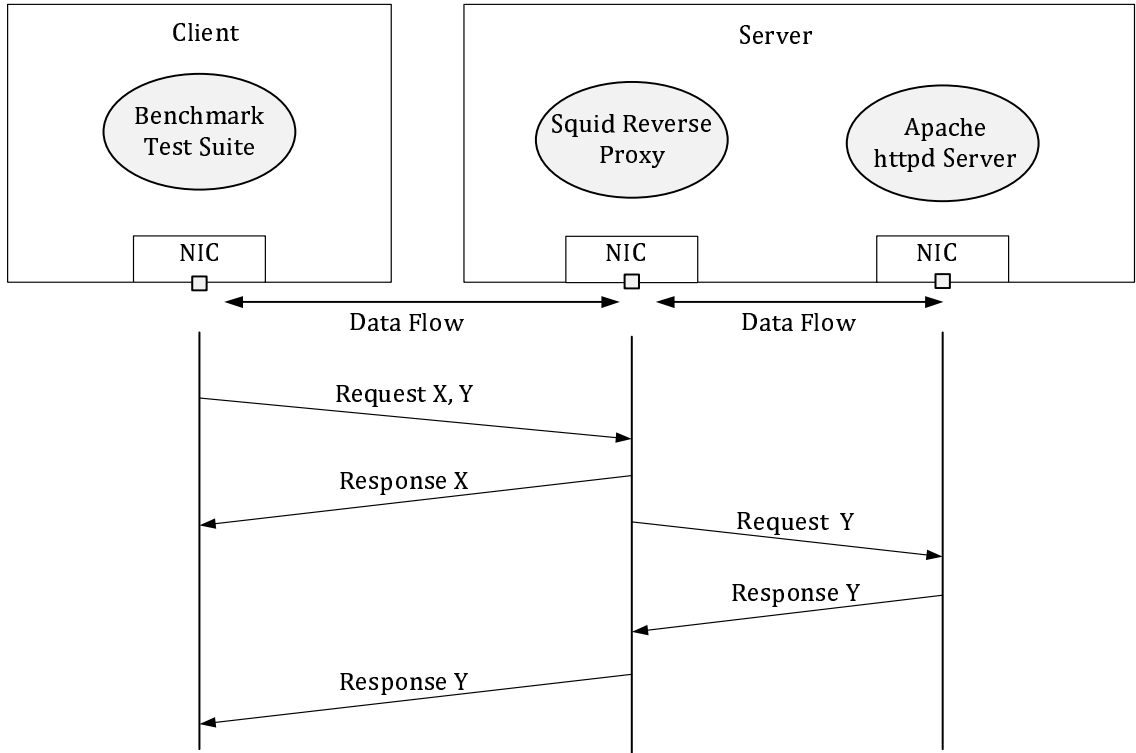 Client
Server
Benchmark
Test Suite
Squid Reverse
Proxy
Apache
httpd Server
NIC
NIC
NIC
Data Flow
Data Flow
Request X, Y
Response X
Request Y
Response Y
Response Y